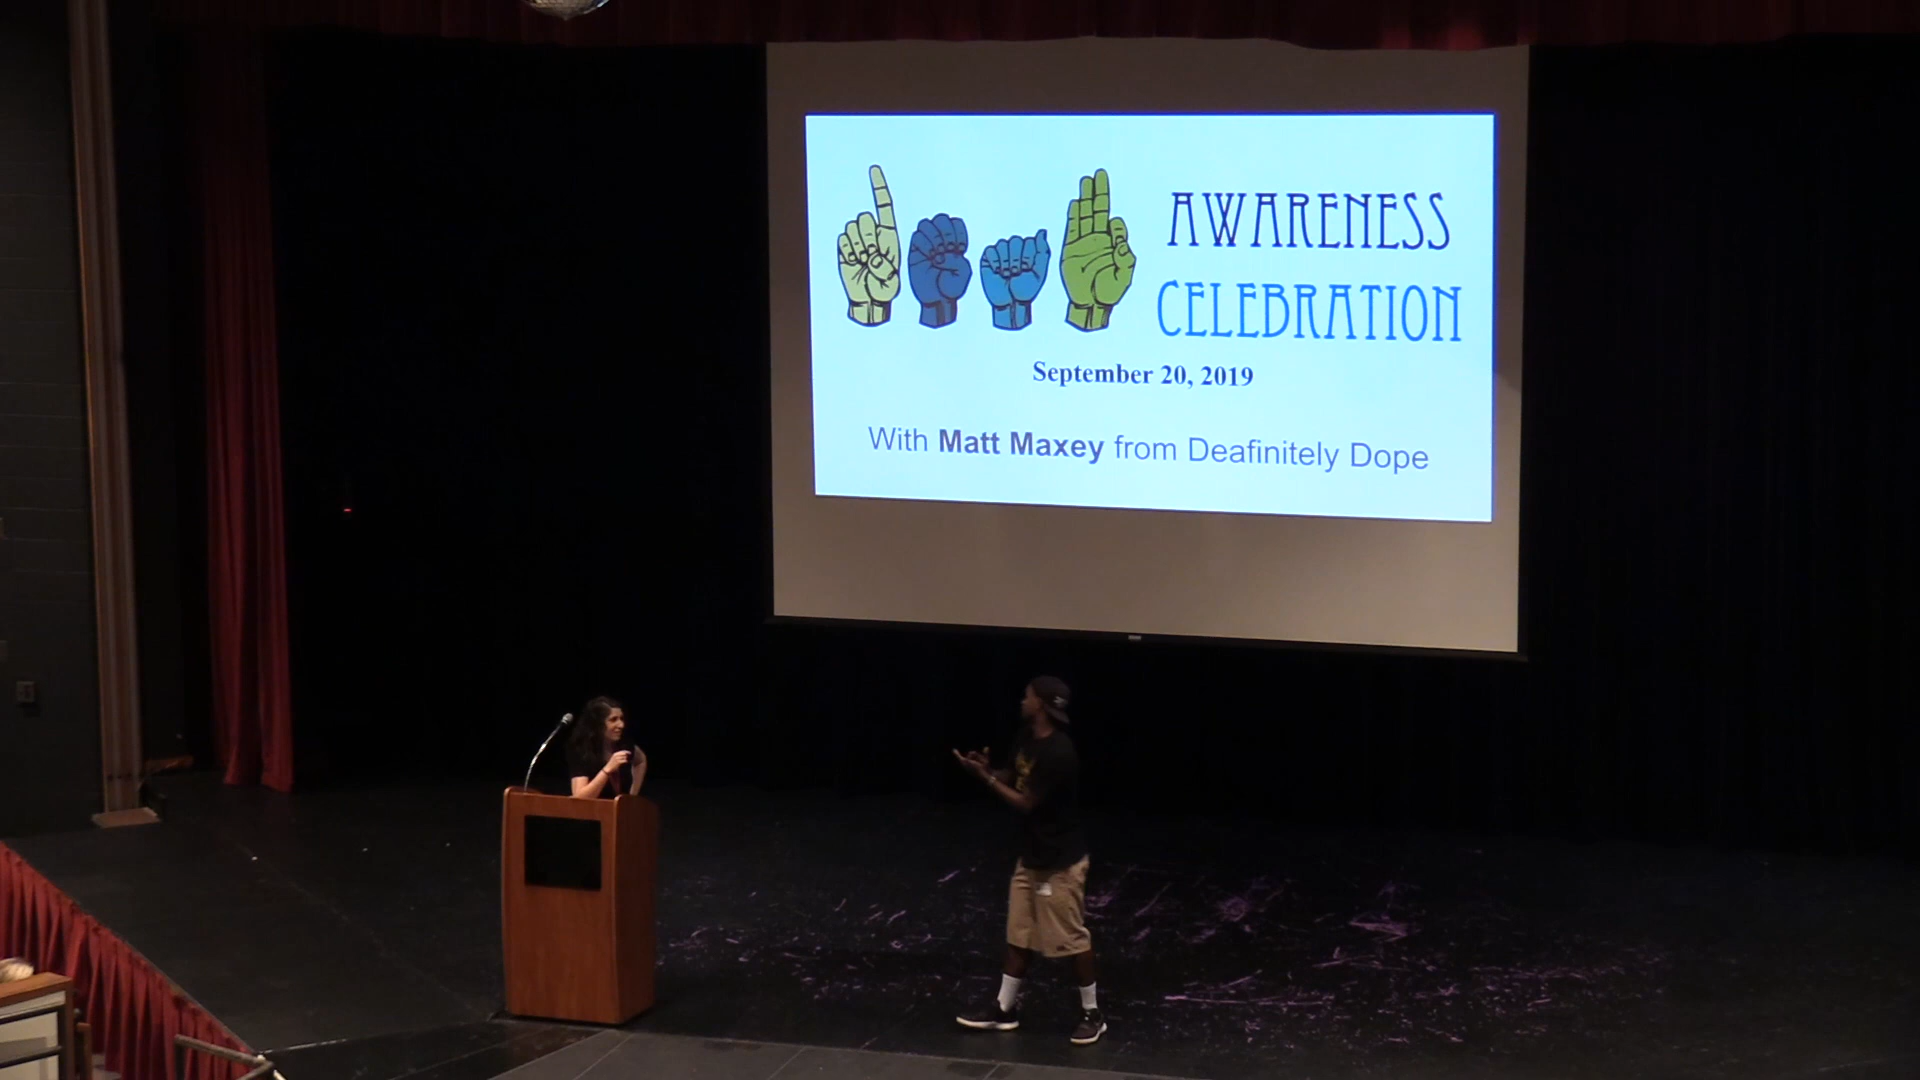 AWARENESS
CELEBRATION
September 20, 2019
With Matt Maxey from Deafinitely Dope